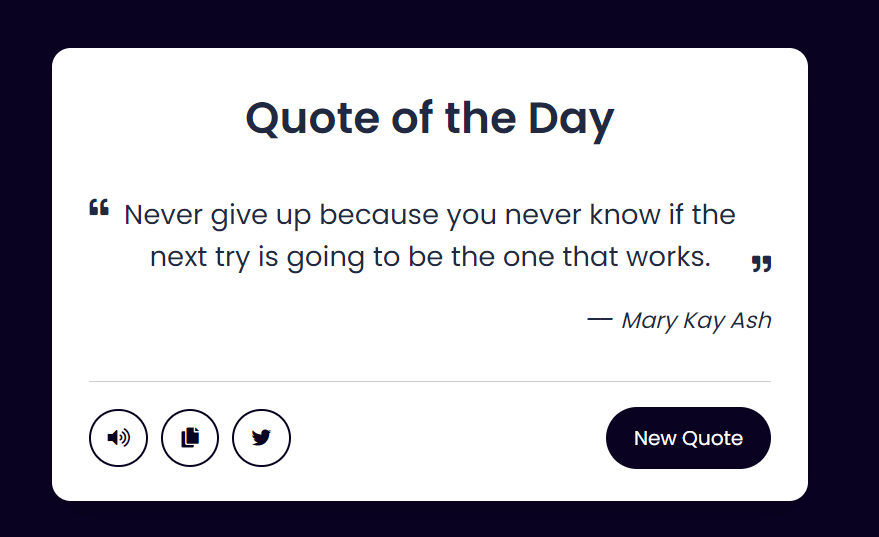 Quote of the Day
“ Never give up because you never know if the
next try is going to be the one that works. ”
— Mary Kay Ash
New Quote